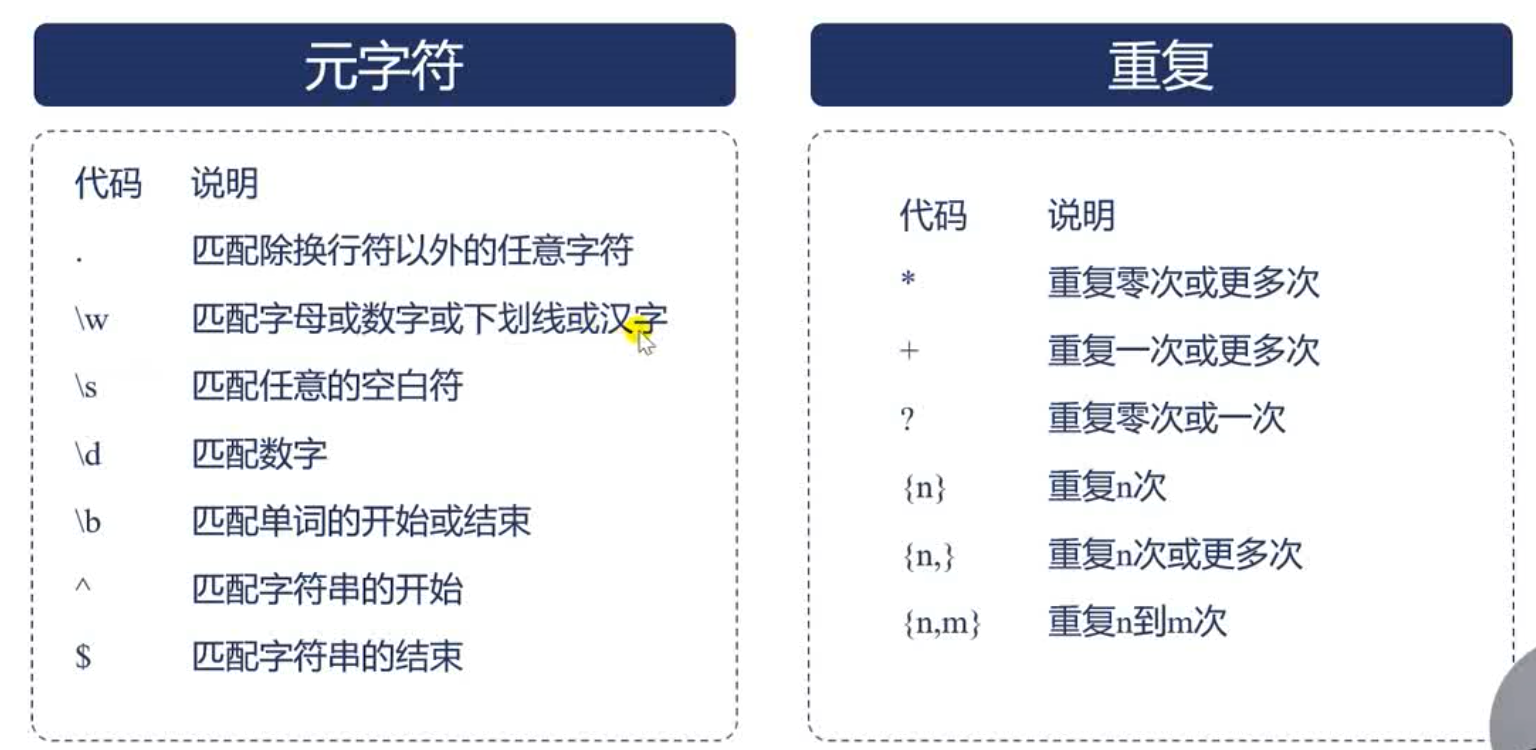 元字符
代码 说明
. 匹配除换行符以外的任意字符
\w 匹配字母或数字或下划线或汉字
\s 匹配任意的空白符
\d 匹配数字
\b 匹配单词的开始或结束
^ 匹配字符串的开始
$ 匹配字符串的结束
重复
代码 说明
* 重复零次或更多次
+ 重复一次或更多次
? 重复零次或一次
{n} 重复n次
{n,} 重复n次或更多次
{n,m} 重复n到m次